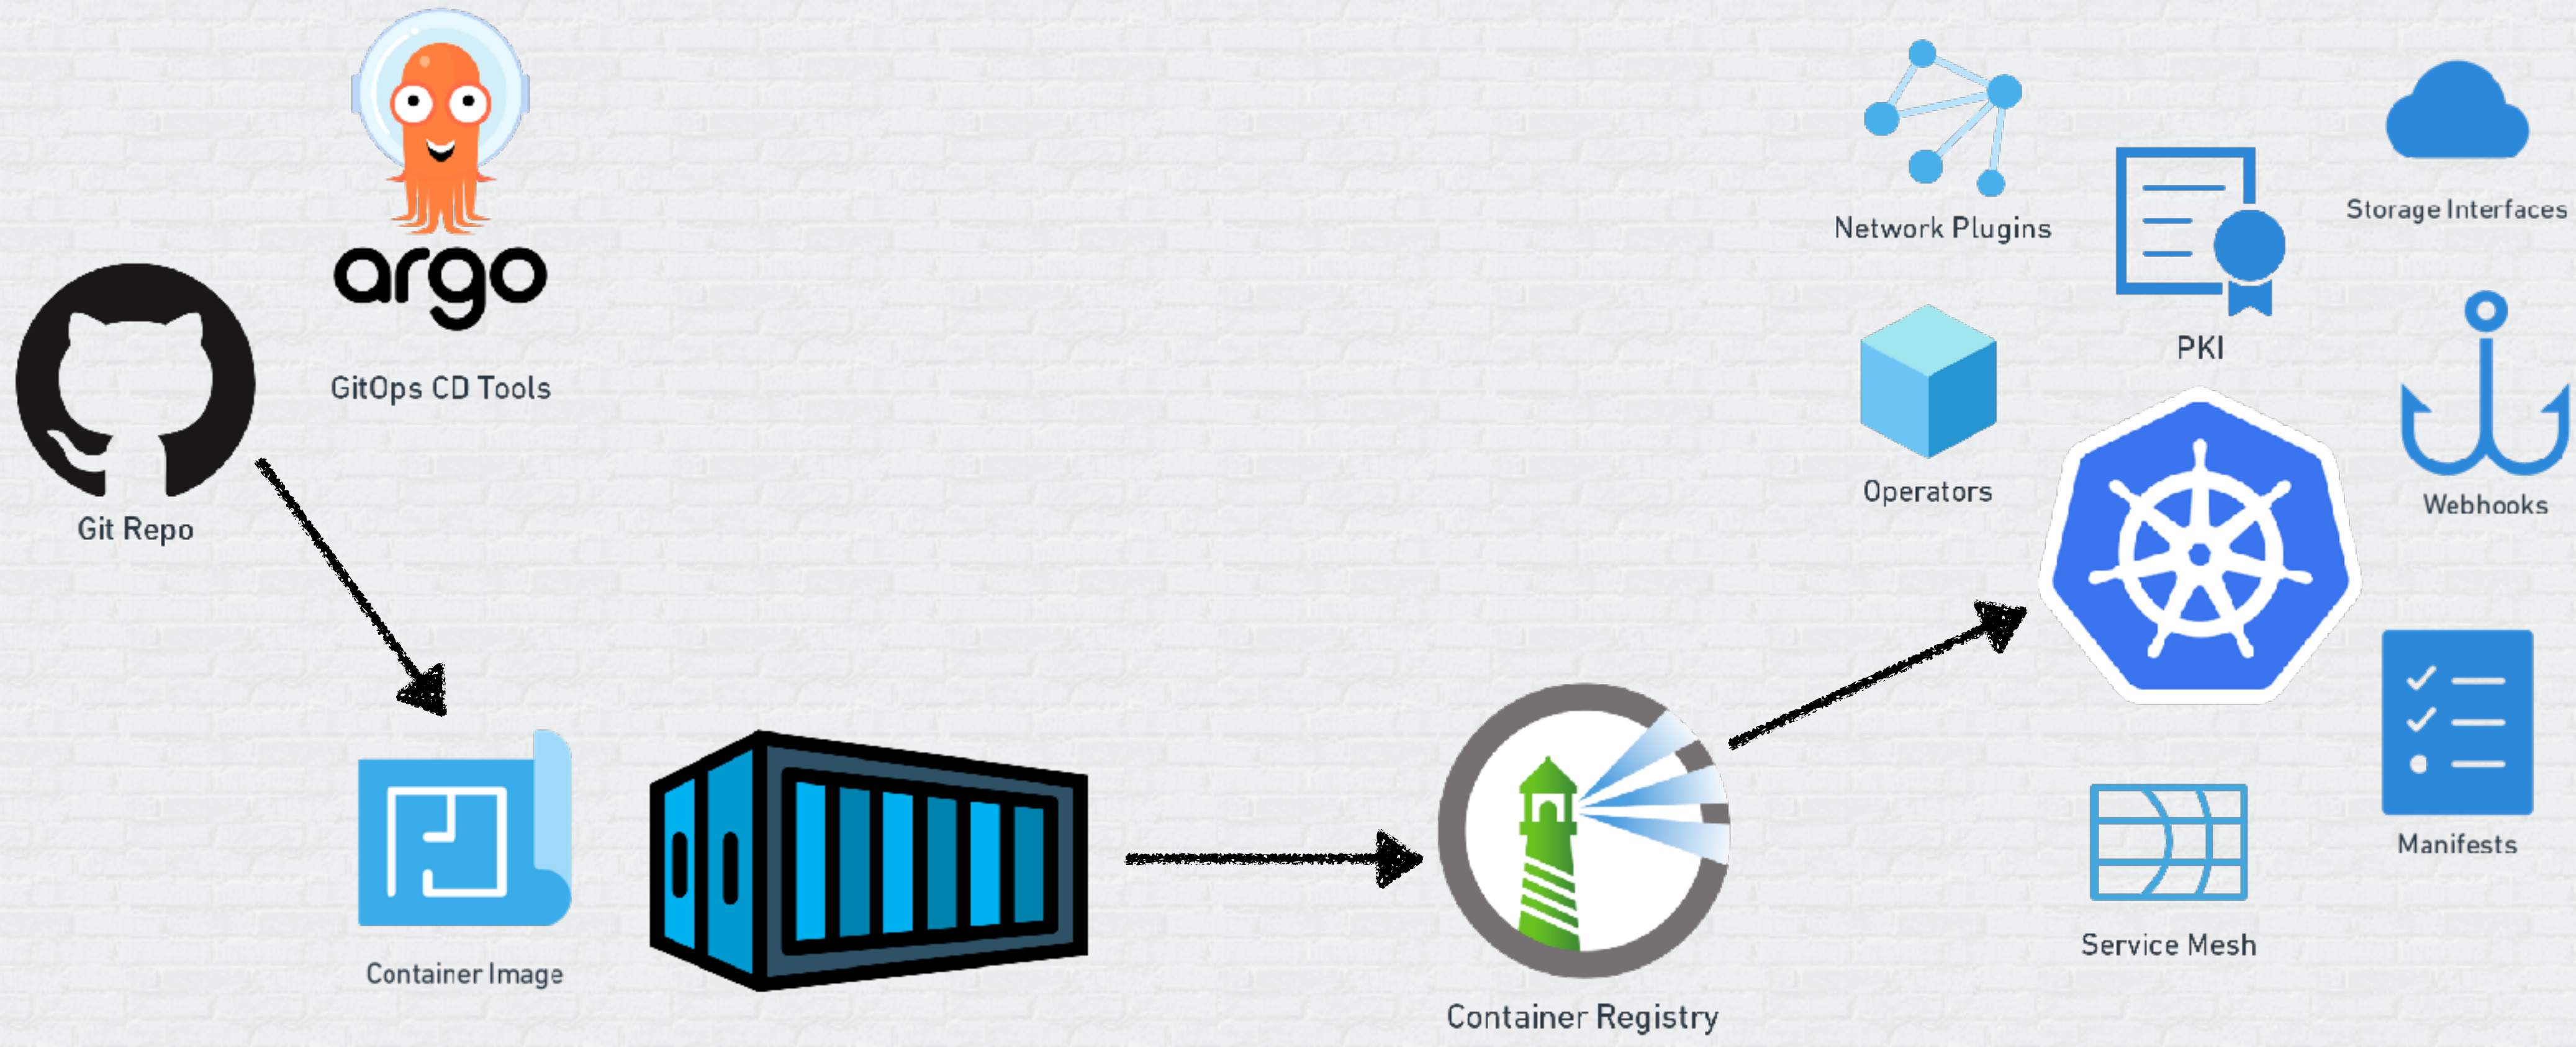 argo
GitOps CD Tools
Git Repo
Container Image
Container Registry
Network Plugins
PKI
Storage Interfaces
Operators
Webhooks
Manifests
Service Mesh